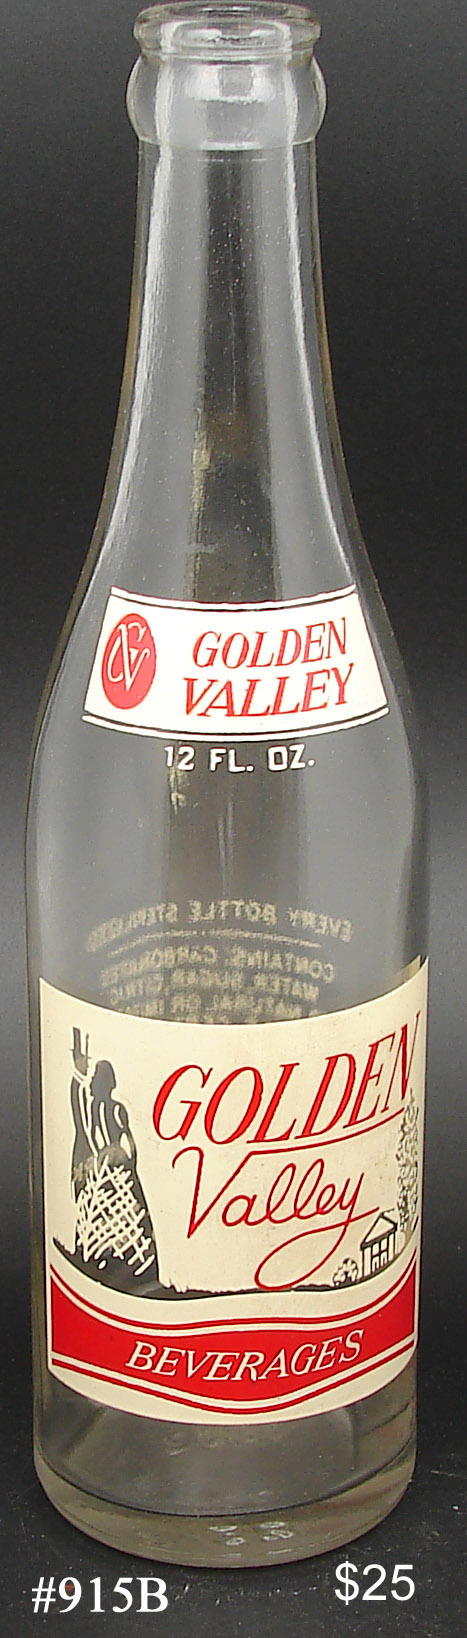 GV
GOLDEN
VALLEY
12 FL. OZ.
EVERY BOTTLE STERILIZED
CONTAINS CARBONATED
WATER, SUGAR, CITRIC
GOLDEN
Valley
BEVERAGES
#915B
$25